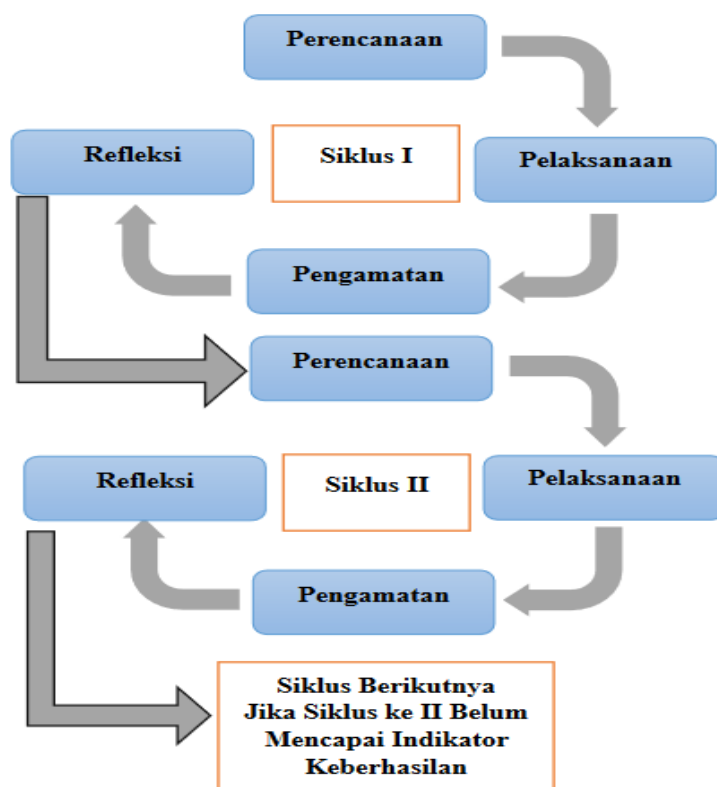 Perencanaan
Refleksi
Siklus I
Pelaksanaan
Pengamatan
Perencanaan
Refleksi
Siklus II
Pelaksanaan
Pengamatan
Siklus Berikutnya
Jika Siklus ke II Belum
Mencapai Indikator
Keberhasilan